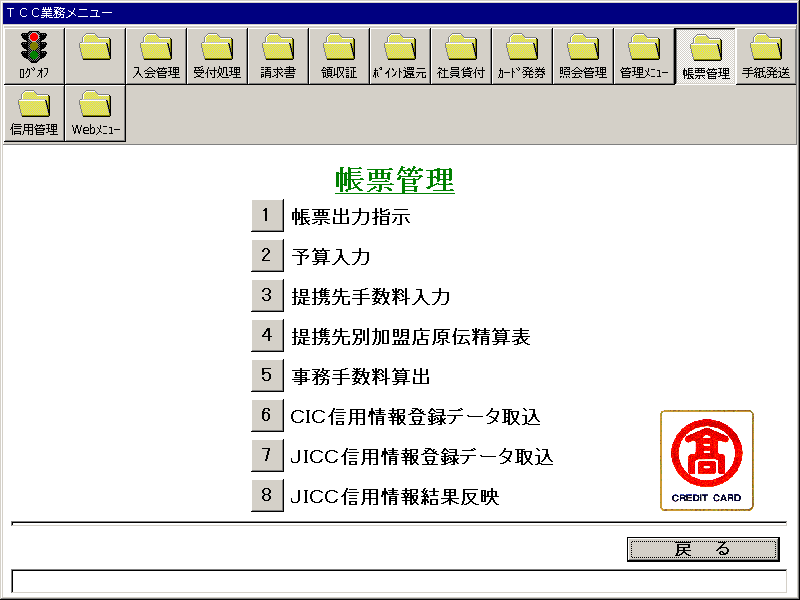 ＴＣＣ業務メニュー
ﾛｸﾞｵﾌ 入会管理 受付処理 請求書 領収証 ﾎﾟｲﾝﾄ還元 社員貸付 ｶｰﾄﾞ発券 照会管理 管理ﾒﾆｭｰ 帳票管理 手紙発送
信用管理 Webﾒﾆｭｰ
帳票管理
1 帳票出力指示
2 予算入力
3 提携先手数料入力
4 提携先別加盟店原伝精算表
5 事務手数料算出
6 CIC信用情報登録データ取込
7 JICC信用情報登録データ取込
8 JICC信用情報結果反映
髙
CREDIT CARD
戻 る